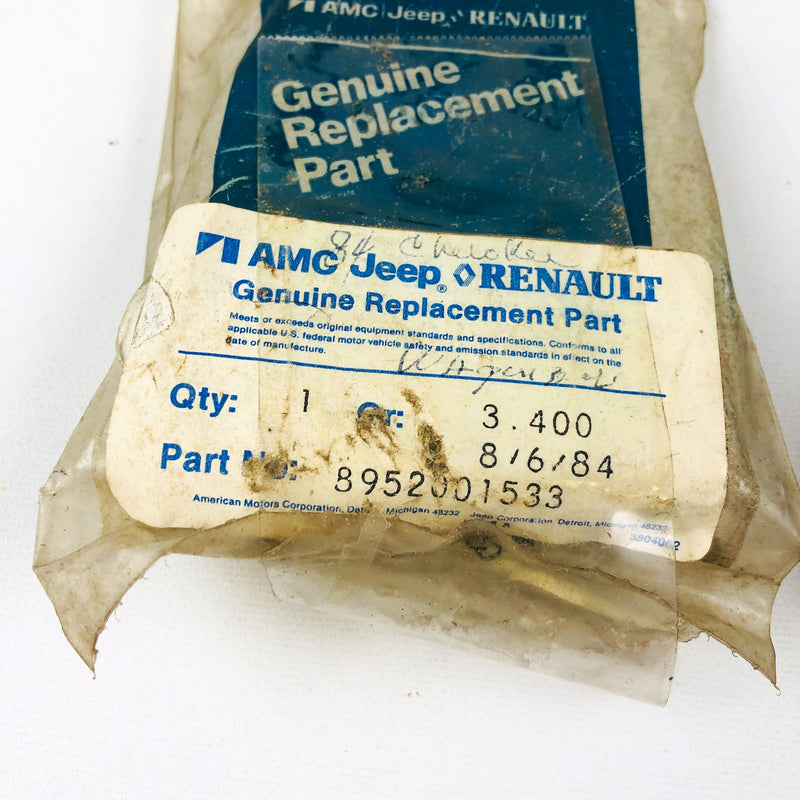 AMC Jeep RENAULT
Genuine
Replacement
Part
84 Cherokee
AMC Jeep® RENAULT
Genuine Replacement Part
Meets or exceeds original equipment standards and specifications. Conforms to all
applicable U.S. federal motor vehicle safety and emission standards in effect on the
date of manufacture.
Wagoneer
Qty: 1 Gr: 3.400
8/6/84
Part No: 8952001533
American Motors Corporation, Detroit, Michigan 48232 Jeep Corporation, Detroit, Michigan 48232
3804062